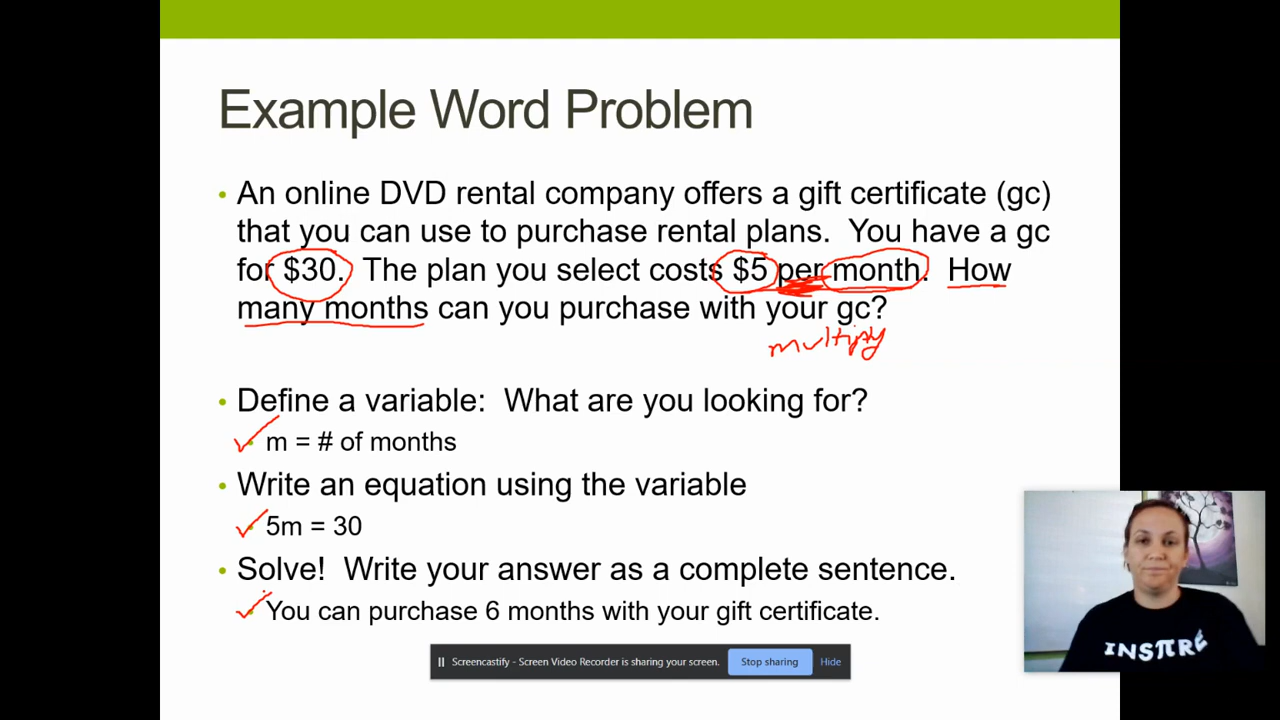 Example Word Problem
• An online DVD rental company offers a gift certificate (gc)
that you can use to purchase rental plans. You have a gc
for $30. The plan you select costs $5 per month. How
many months can you purchase with your gc?
multiply
• Define a variable: What are you looking for?
• m = # of months
• Write an equation using the variable
• 5m = 30
• Solve! Write your answer as a complete sentence.
• You can purchase 6 months with your gift certificate.
INSπRE
Screencastify - Screen Video Recorder is sharing your screen. Stop sharing Hide